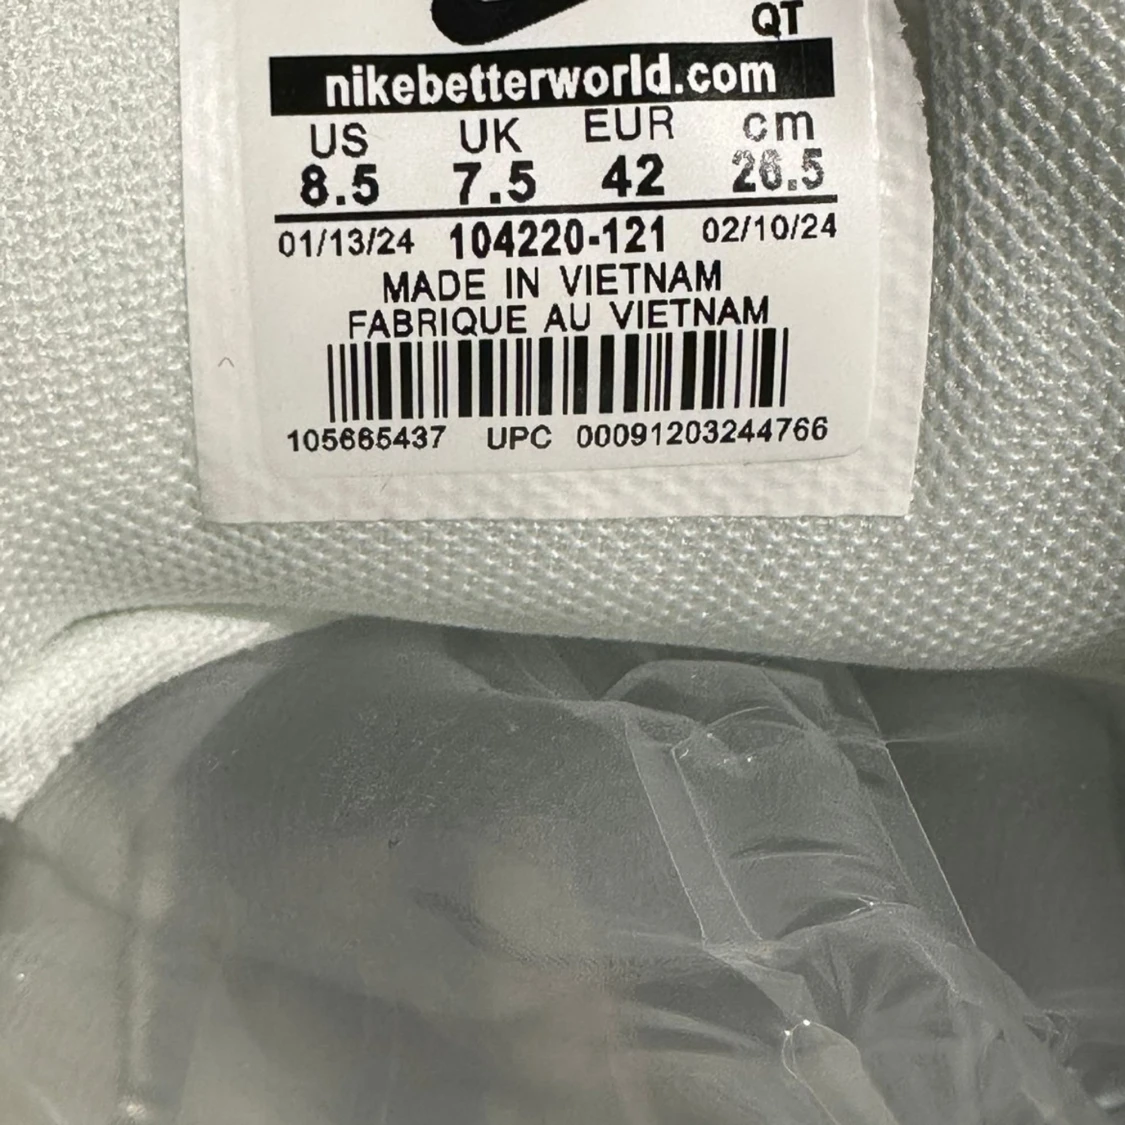 QT
nikebetterworld.com
US UK EUR cm
8.5 7.5 42 26.5
01/13/24 104220-121 02/10/24
MADE IN VIETNAM
FABRIQUE AU VIETNAM
105665437 UPC 00091203244766